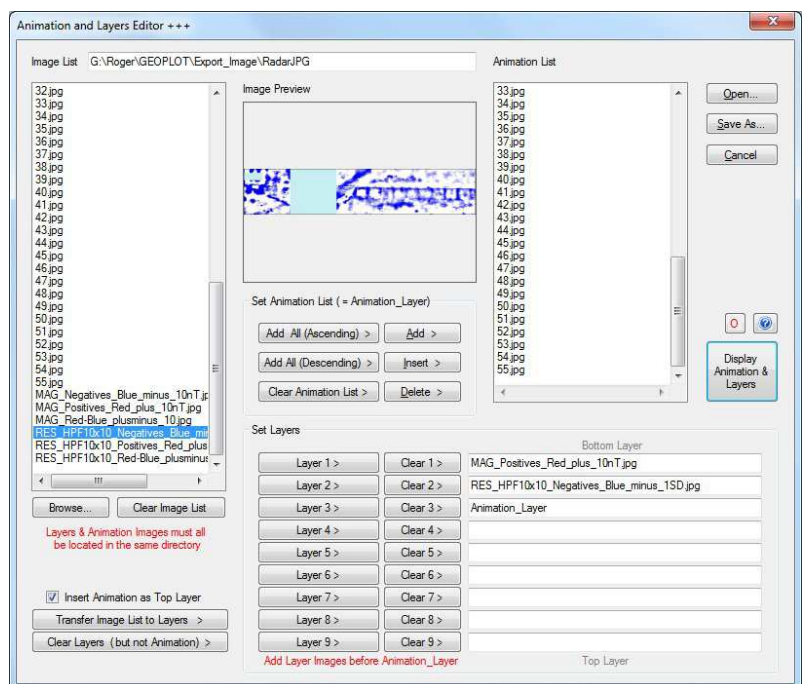 Animation and Layers Editor +++
Image List G:\Roger\GEOPLOT\Export_Image\RadarJPG
32.jpg
33.jpg
34.jpg
35.jpg
36.jpg
37.jpg
38.jpg
39.jpg
40.jpg
41.jpg
42.jpg
43.jpg
44.jpg
45.jpg
46.jpg
47.jpg
48.jpg
49.jpg
50.jpg
51.jpg
52.jpg
53.jpg
54.jpg
55.jpg
MAG_Negatives_Blue_minus_10nT.jp
MAG_Positives_Red_plus_10nT.jpg
MAG_Red-Blue_plusminus_10.jpg
RES_HPF10x10_Negatives_Blue_mi
RES_HPF10x10_Positives_Red_plus
RES_HPF10x10_Red-Blue_plusminu
Browse...
Clear Image List
Layers & Animation Images must all
be located in the same directory
Insert Animation as Top Layer
Transfer Image List to Layers >
Clear Layers (but not Animation) >
Image Preview
Set Animation List ( = Animation_Layer)
Add All (Ascending) >
Add >
Add All (Descending) >
Insert >
Clear Animation List >
Delete >
Animation List
33.jpg
34.jpg
35.jpg
36.jpg
37.jpg
38.jpg
39.jpg
40.jpg
41.jpg
42.jpg
43.jpg
44.jpg
45.jpg
46.jpg
47.jpg
48.jpg
49.jpg
50.jpg
51.jpg
52.jpg
53.jpg
54.jpg
55.jpg
Open...
Save As...
Cancel
O
?
Display
Animation &
Layers
Set Layers
Bottom Layer
Layer 1 > Clear 1 > MAG_Positives_Red_plus_10nT.jpg
Layer 2 > Clear 2 > RES_HPF10x10_Negatives_Blue_minus_1SD.jpg
Layer 3 > Clear 3 > Animation_Layer
Layer 4 > Clear 4 >
Layer 5 > Clear 5 >
Layer 6 > Clear 6 >
Layer 7 > Clear 7 >
Layer 8 > Clear 8 >
Layer 9 > Clear 9 >
Add Layer Images before Animation_Layer
Top Layer